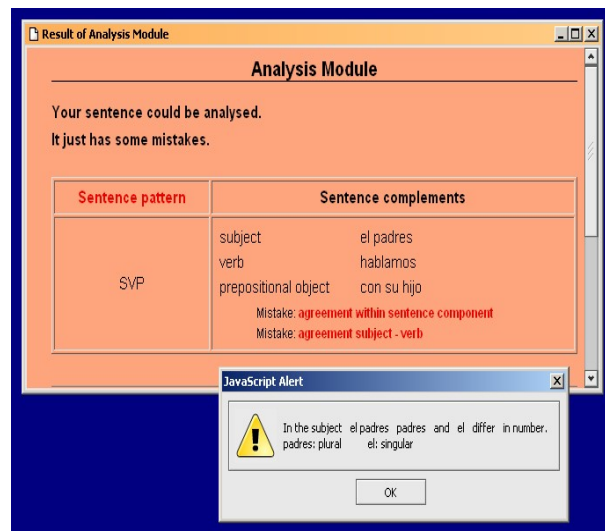 Result of Analysis Module
Analysis Module
Your sentence could be analysed.
It just has some mistakes.
Sentence pattern
Sentence complements
SVP
subject el padres
verb hablamos
prepositional object con su hijo
Mistake: agreement within sentence component
Mistake: agreement subject - verb
JavaScript Alert
In the subject el padres padres and el differ in number.
padres: plural el: singular
OK